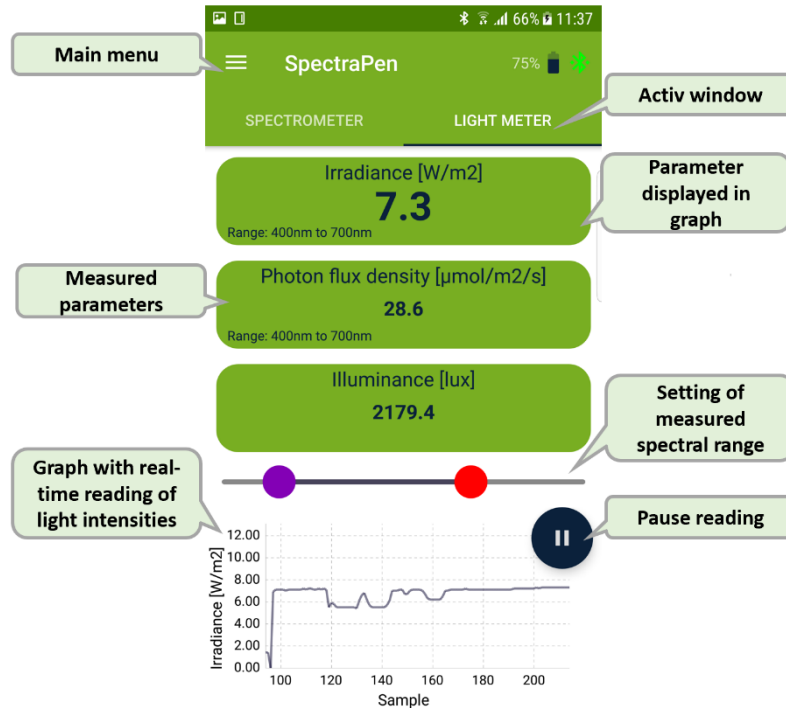 66% 11:37
Main menu
SpectraPen
75%
Activ window
SPECTROMETER
LIGHT METER
Irradiance [W/m2]
7.3
Range: 400nm to 700nm
Parameter
displayed in
graph
Measured
parameters
Photon flux density [µmol/m2/s]
28.6
Range: 400nm to 700nm
Illuminance [lux]
2179.4
Setting of
measured
spectral range
Graph with real-
time reading of
light intensities
Pause reading
Irradiance [W/m2]
12.00
10.00
8.00
6.00
4.00
2.00
0.00
100 120 140 160 180 200
Sample